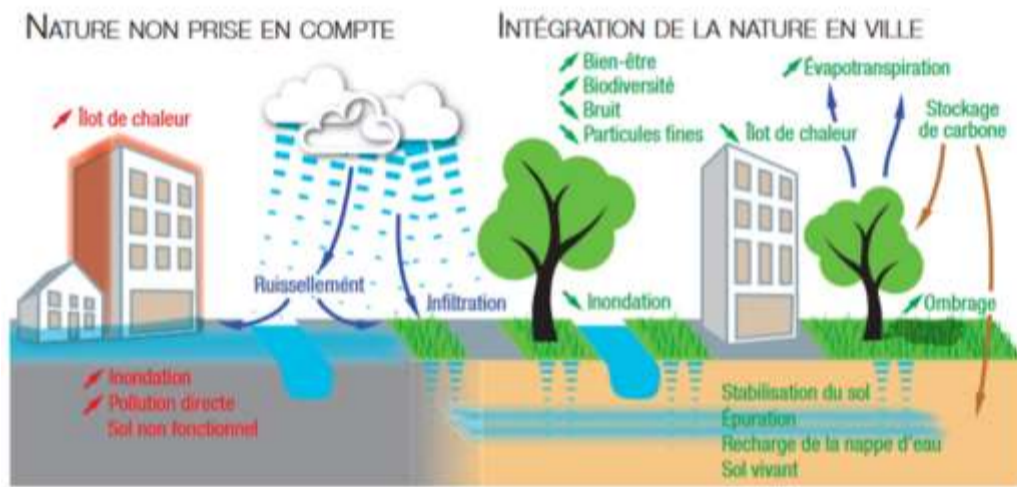 NATURE NON PRISE EN COMPTE
INTÉGRATION DE LA NATURE EN VILLE
Îlot de chaleur
Ruissellément
Infiltration
Inondation
Pollution directe
Sol non fonctionnel
Bien-être
Biodiversité
Bruit
Particules fines
Îlot de chaleur
Évapotranspiration
Stockage
de carbone
Inondation
Ombrage
Stabilisation du sol
Épuration
Recharge de la nappe d'eau
Sol vivant